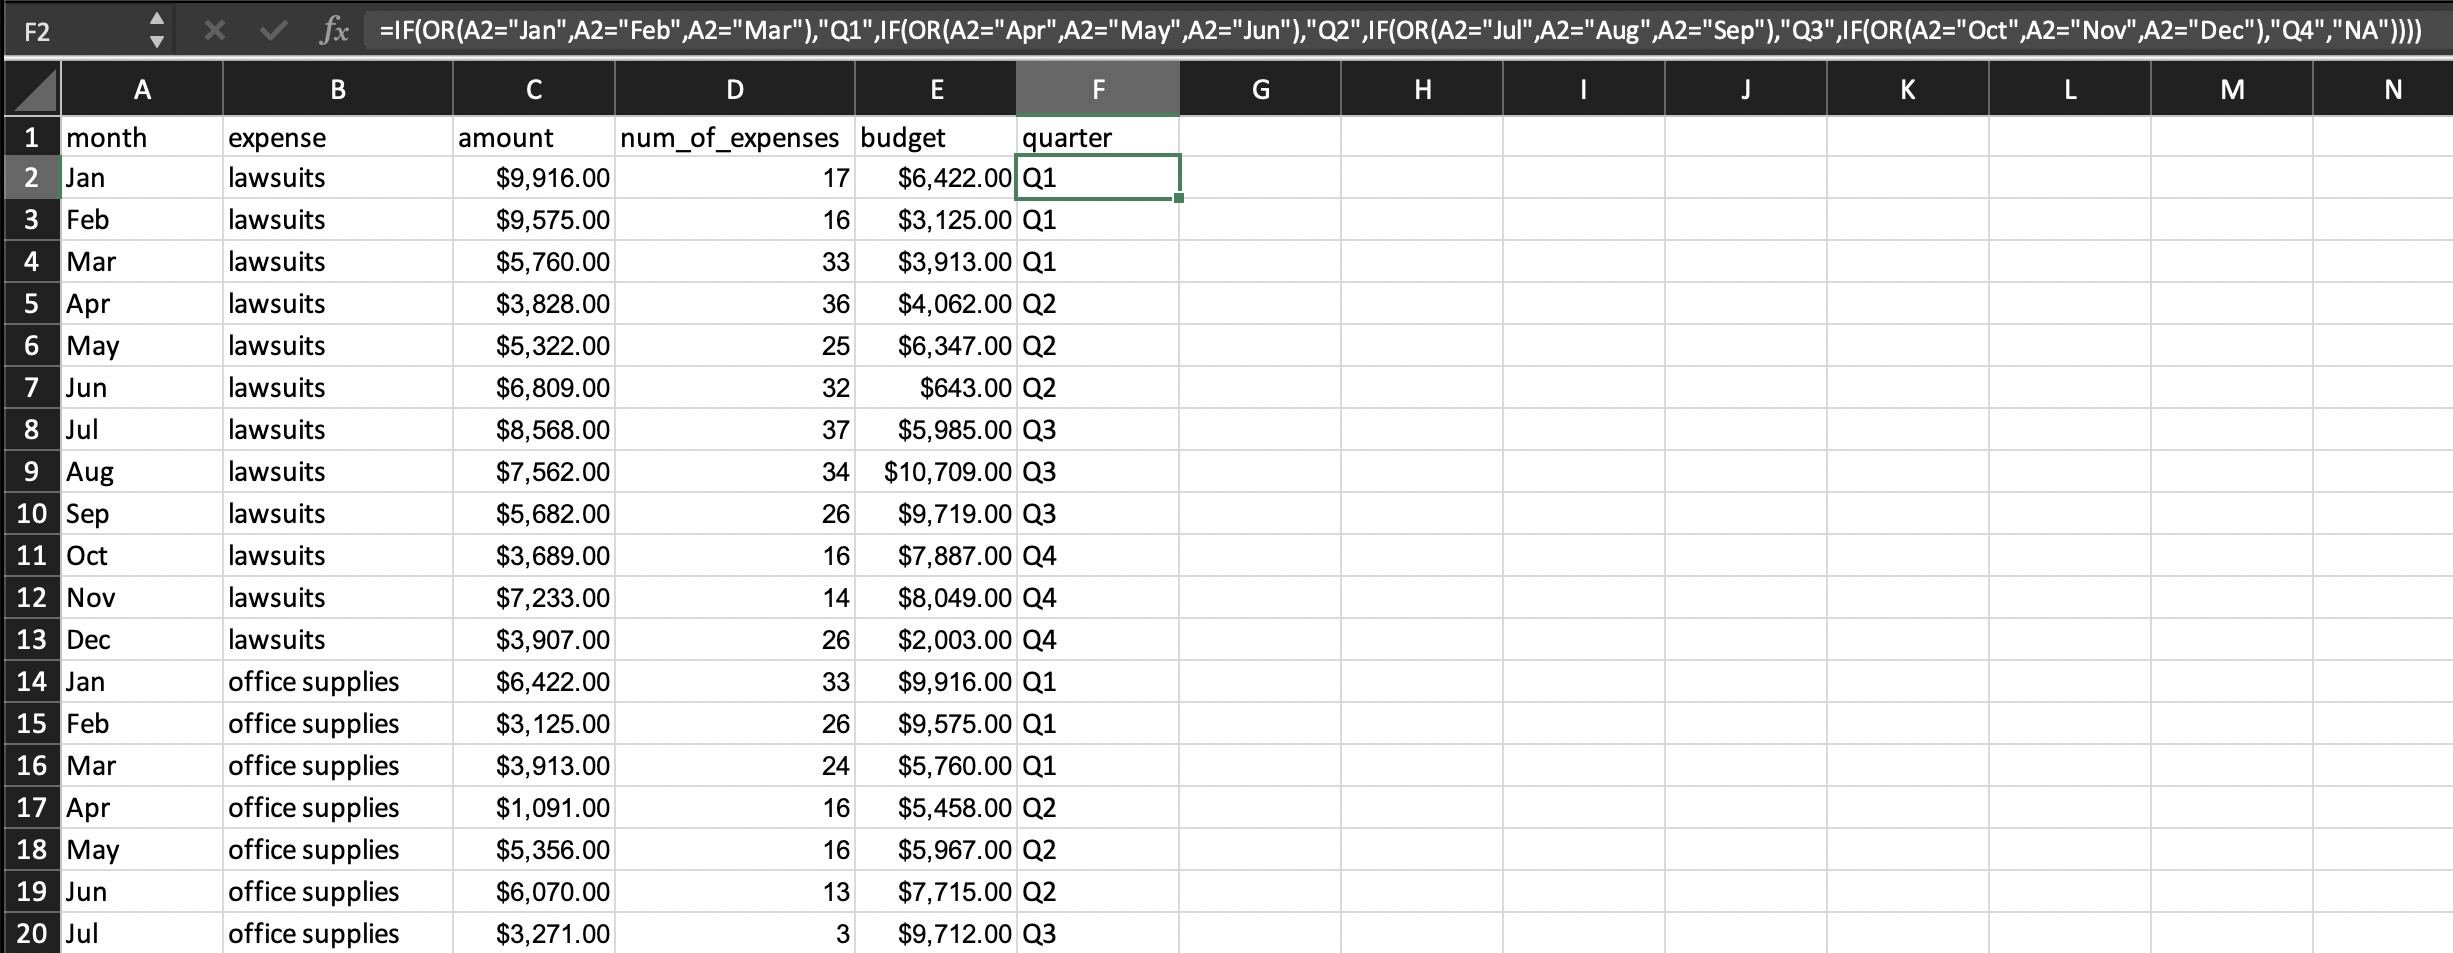 F2 fx =IF(OR(A2="Jan",A2="Feb",A2="Mar"),"Q1",IF(OR(A2="Apr",A2="May",A2="Jun"),"Q2",IF(OR(A2="Jul",A2="Aug",A2="Sep"),"Q3",IF(OR(A2="Oct",A2="Nov",A2="Dec"),"Q4","NA"))))
A B C D E F G H I J K L M N
1 month expense amount num_of_expenses budget quarter
2 Jan lawsuits $9,916.00 17 $6,422.00 Q1
3 Feb lawsuits $9,575.00 16 $3,125.00 Q1
4 Mar lawsuits $5,760.00 33 $3,913.00 Q1
5 Apr lawsuits $3,828.00 36 $4,062.00 Q2
6 May lawsuits $5,322.00 25 $6,347.00 Q2
7 Jun lawsuits $6,809.00 32 $643.00 Q2
8 Jul lawsuits $8,568.00 37 $5,985.00 Q3
9 Aug lawsuits $7,562.00 34 $10,709.00 Q3
10 Sep lawsuits $5,682.00 26 $9,719.00 Q3
11 Oct lawsuits $3,689.00 16 $7,887.00 Q4
12 Nov lawsuits $7,233.00 14 $8,049.00 Q4
13 Dec lawsuits $3,907.00 26 $2,003.00 Q4
14 Jan office supplies $6,422.00 33 $9,916.00 Q1
15 Feb office supplies $3,125.00 26 $9,575.00 Q1
16 Mar office supplies $3,913.00 24 $5,760.00 Q1
17 Apr office supplies $1,091.00 16 $5,458.00 Q2
18 May office supplies $5,356.00 16 $5,967.00 Q2
19 Jun office supplies $6,070.00 13 $7,715.00 Q2
20 Jul office supplies $3,271.00 3 $9,712.00 Q3